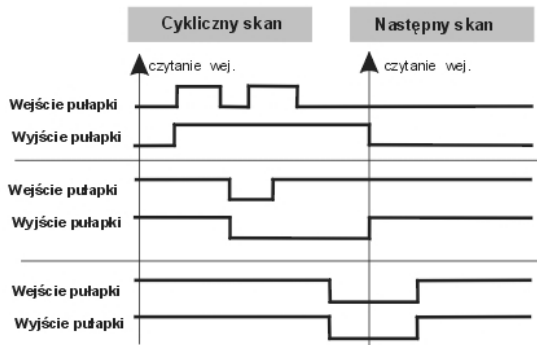 Cykliczny skan
Następny skan
czytanie wej.
czytanie wej.
Wejście pułapki
Wyjście pułapki
Wejście pułapki
Wyjście pułapki
Wejście pułapki
Wyjście pułapki